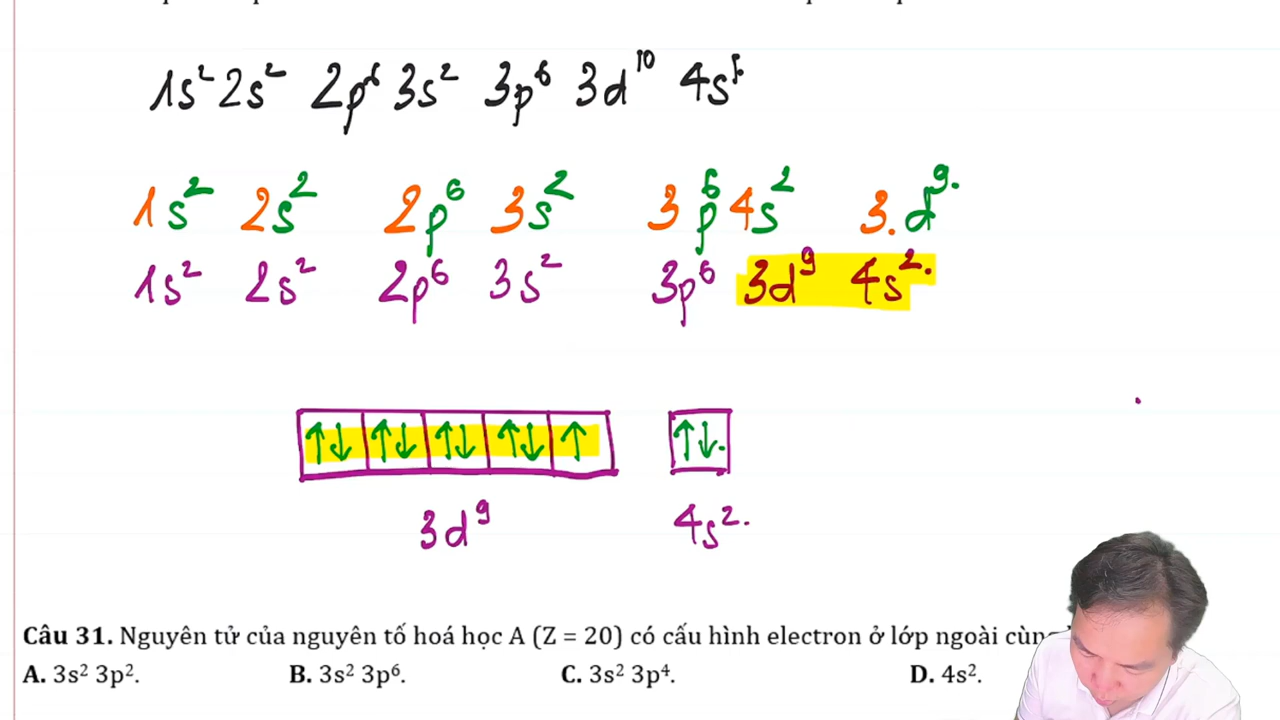 1s² 2s² 2p⁶ 3s² 3p⁶ 3d¹⁰ 4s¹·
1s² 2s² 2p⁶ 3s² 3p⁶ 4s² 3.d⁹·
1s² 2s² 2p⁶ 3s² 3p⁶ 3d⁹ 4s²·
↑↓ ↑↓ ↑↓ ↑↓ ↑ ↑↓.
3d⁹ 4s²·
Câu 31. Nguyên tử của nguyên tố hoá học A (Z = 20) có cấu hình electron ở lớp ngoài
A. 3s² 3p². B. 3s² 3p⁶. C. 3s² 3p⁴. D. 4s².